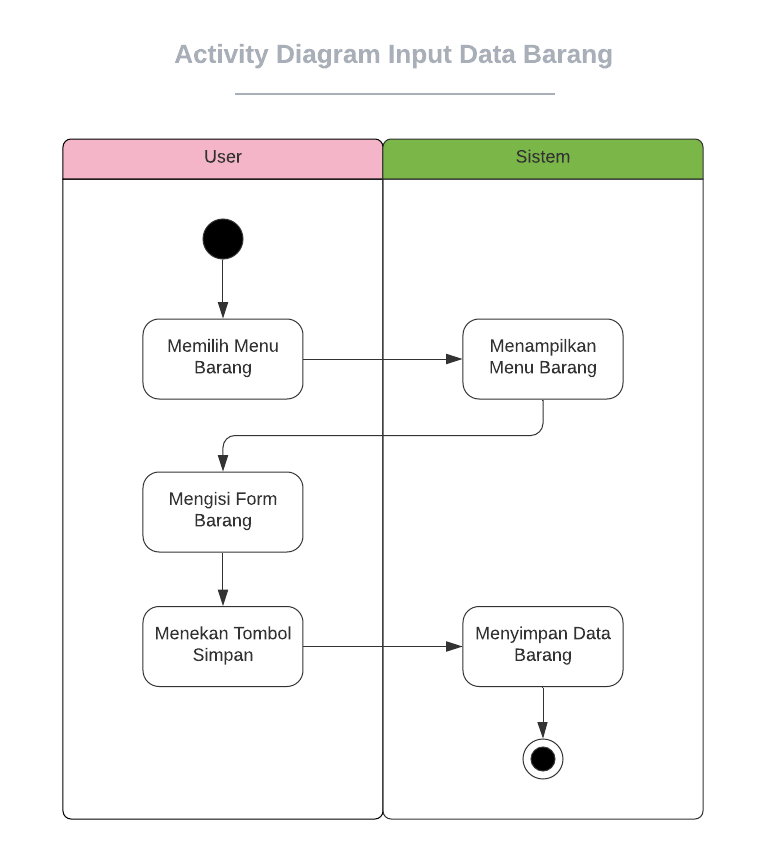 Activity Diagram Input Data Barang
User
Sistem
Memilih Menu
Barang
Menampilkan
Menu Barang
Mengisi Form
Barang
Menekan Tombol
Simpan
Menyimpan Data
Barang